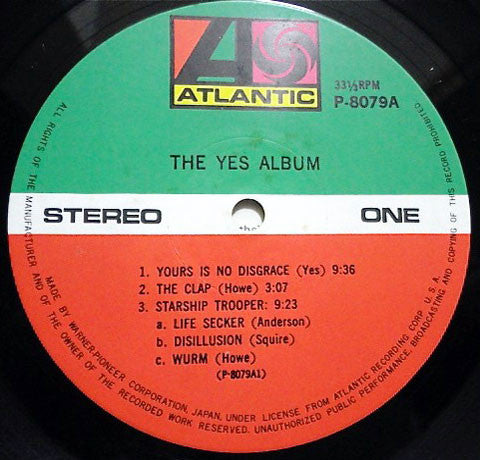 ATLANTIC
33⅓RPM
P-8079A
THE YES ALBUM
STEREO
ONE
1. YOURS IS NO DISGRACE (Yes) 9:36
2. THE CLAP (Howe) 3:07
3. STARSHIP TROOPER: 9:23
a. LIFE SECKER (Anderson)
b. DISILLUSION (Squire)
c. WURM (Howe)
(P-8079A1)
ALL RIGHTS OF THE MANUFACTURER AND OF THE OWNER OF THE RECORDED WORK RESERVED. UNAUTHORIZED PUBLIC PERFORMANCE, BROADCASTING AND COPYING OF THIS RECORD PROHIBITED
MADE BY WARNER-PIONEER CORPORATION, JAPAN, UNDER LICENSE FROM ATLANTIC RECORDING CORP. U.S.A.